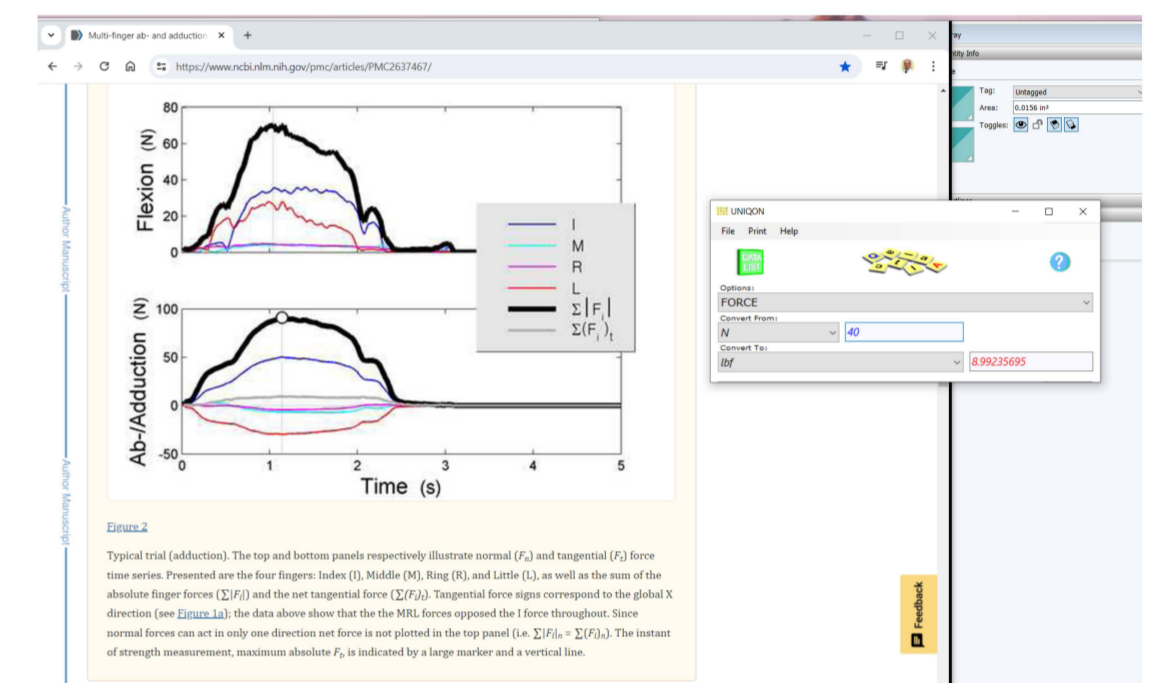 Multi-finger ab- and adduction
https://www.ncbi.nlm.nih.gov/pmc/articles/PMC2637467/
80
60
40
20
0
Flexion (N)
I
M
R
L
Σ|Fi|
Σ(Fi)t
100
50
0
-50
Ab-/Adduction (N)
0 1 2 3 4 5
Time (s)
Author Manuscript
Author Manuscript
Figure 2
Typical trial (adduction). The top and bottom panels respectively illustrate normal (Fn) and tangential (Ft) force
time series. Presented are the four fingers: Index (I), Middle (M), Ring (R), and Little (L), as well as the sum of the
absolute finger forces (∑|Fi|) and the net tangential force (∑(Fi)t). Tangential force signs correspond to the global X
direction (see Figure 1a); the data above show that the the MRL forces opposed the I force throughout. Since
normal forces can act in only one direction net force is not plotted in the top panel (i.e. ∑|Fi|n = ∑(Fi)n). The instant
of strength measurement, maximum absolute Ft, is indicated by a large marker and a vertical line.
Feedback
ray
ntity Info
Tag: Untagged
Area: 0.0156 in²
Toggles:
UNIQON
File Print Help
DATA LIST
Options:
FORCE
Convert From:
N 40
Convert To:
lbf 8.99235695